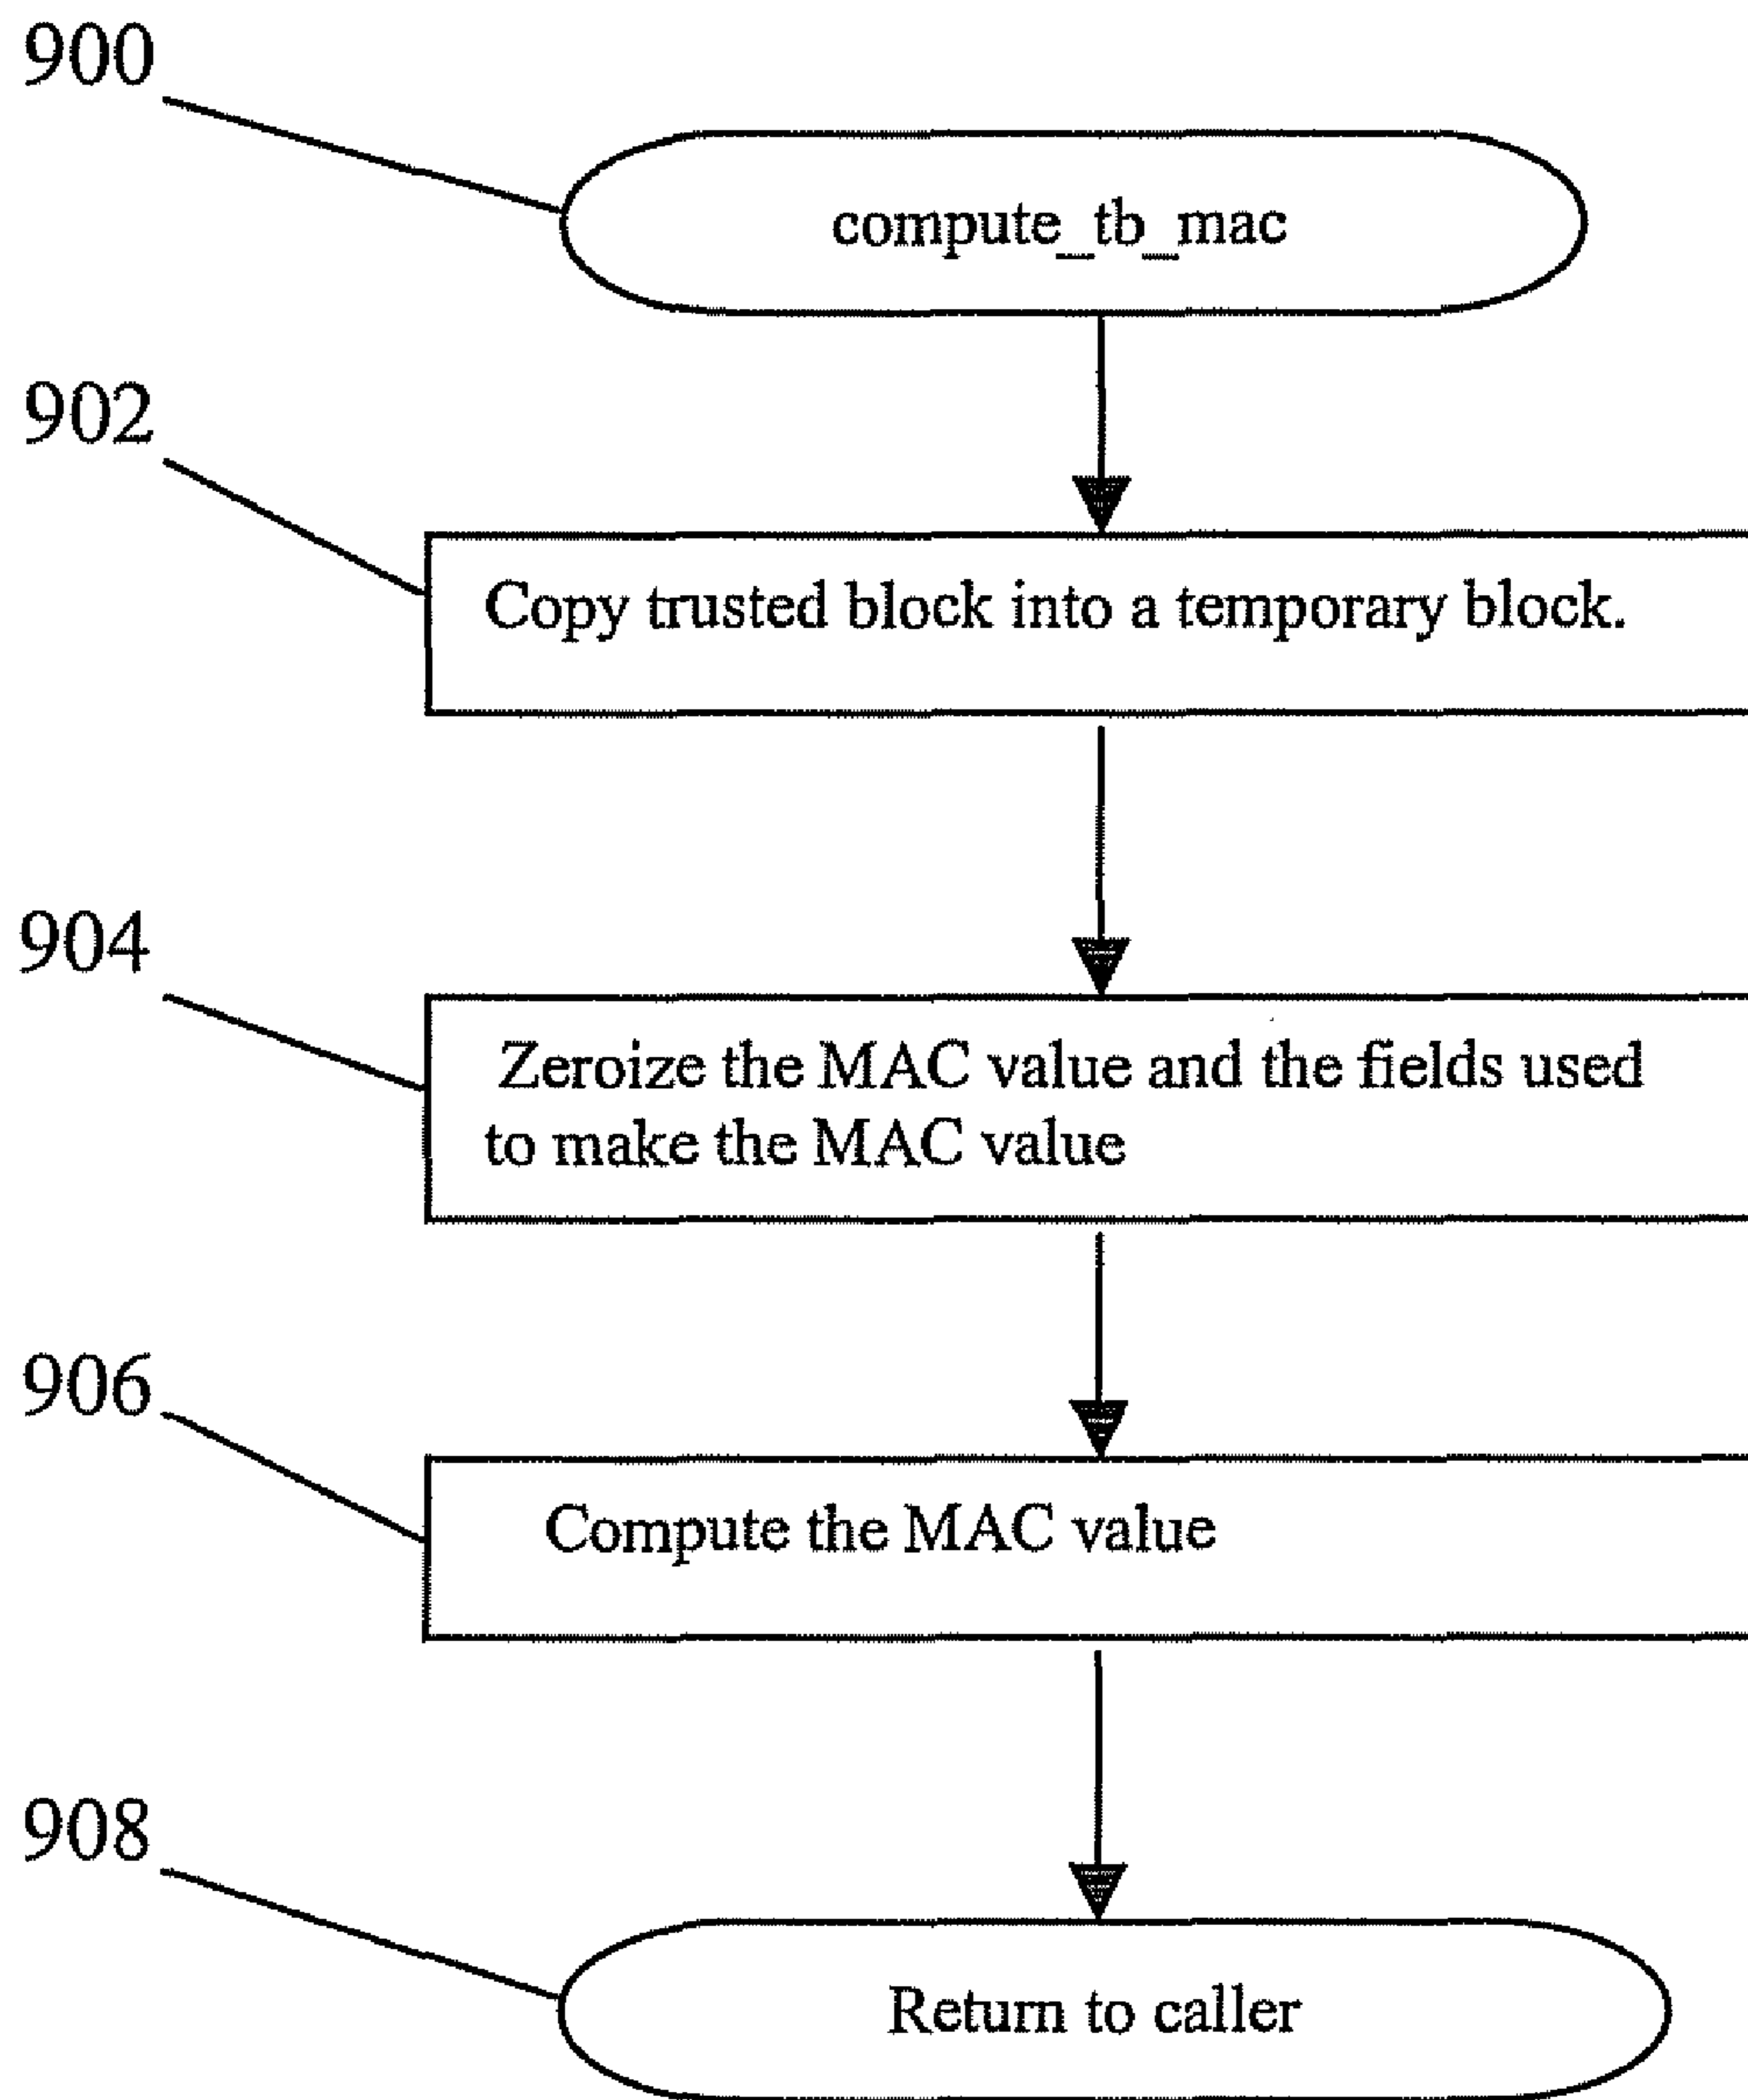 900
compute_tb_mac
902
Copy trusted block into a temporary block.
904
Zeroize the MAC value and the fields used
to make the MAC value
906
Compute the MAC value
908
Return to caller